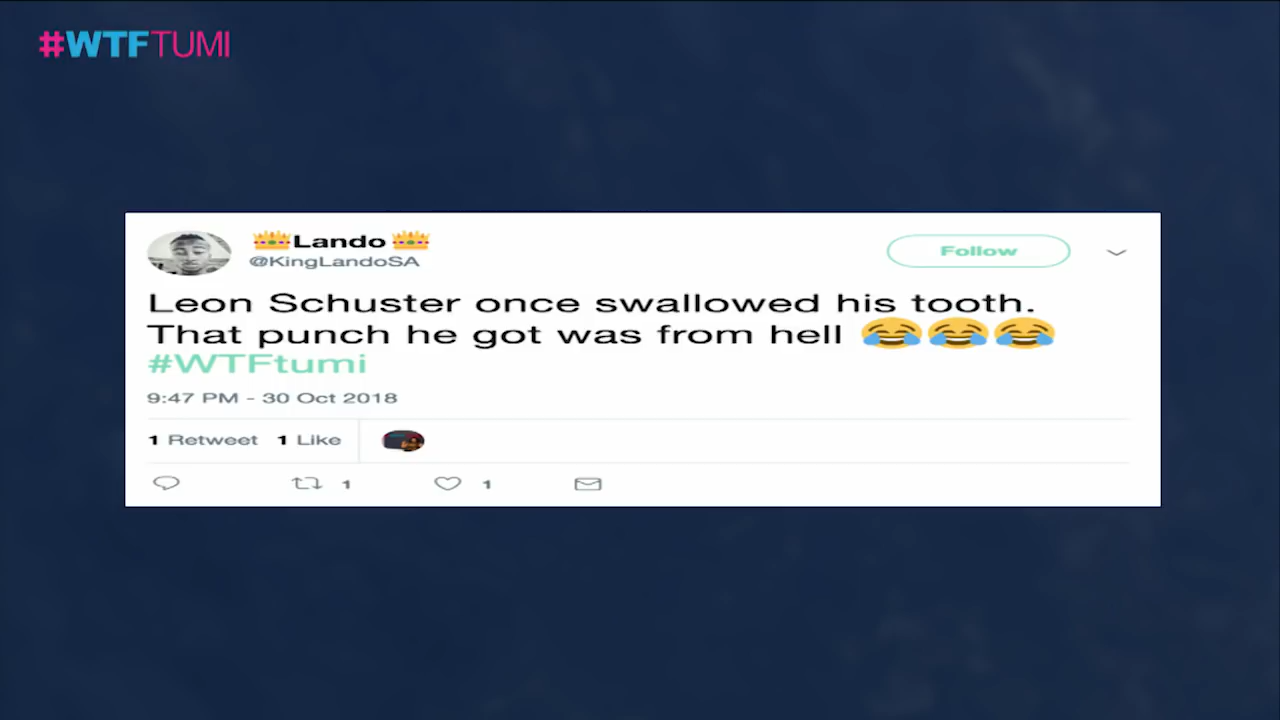 #WTFTUMI
👑Lando👑
@KingLandoSA
Follow
Leon Schuster once swallowed his tooth.
That punch he got was from hell 😂😂😂
#WTFtumi
9:47 PM - 30 Oct 2018
1 Retweet 1 Like
1 1